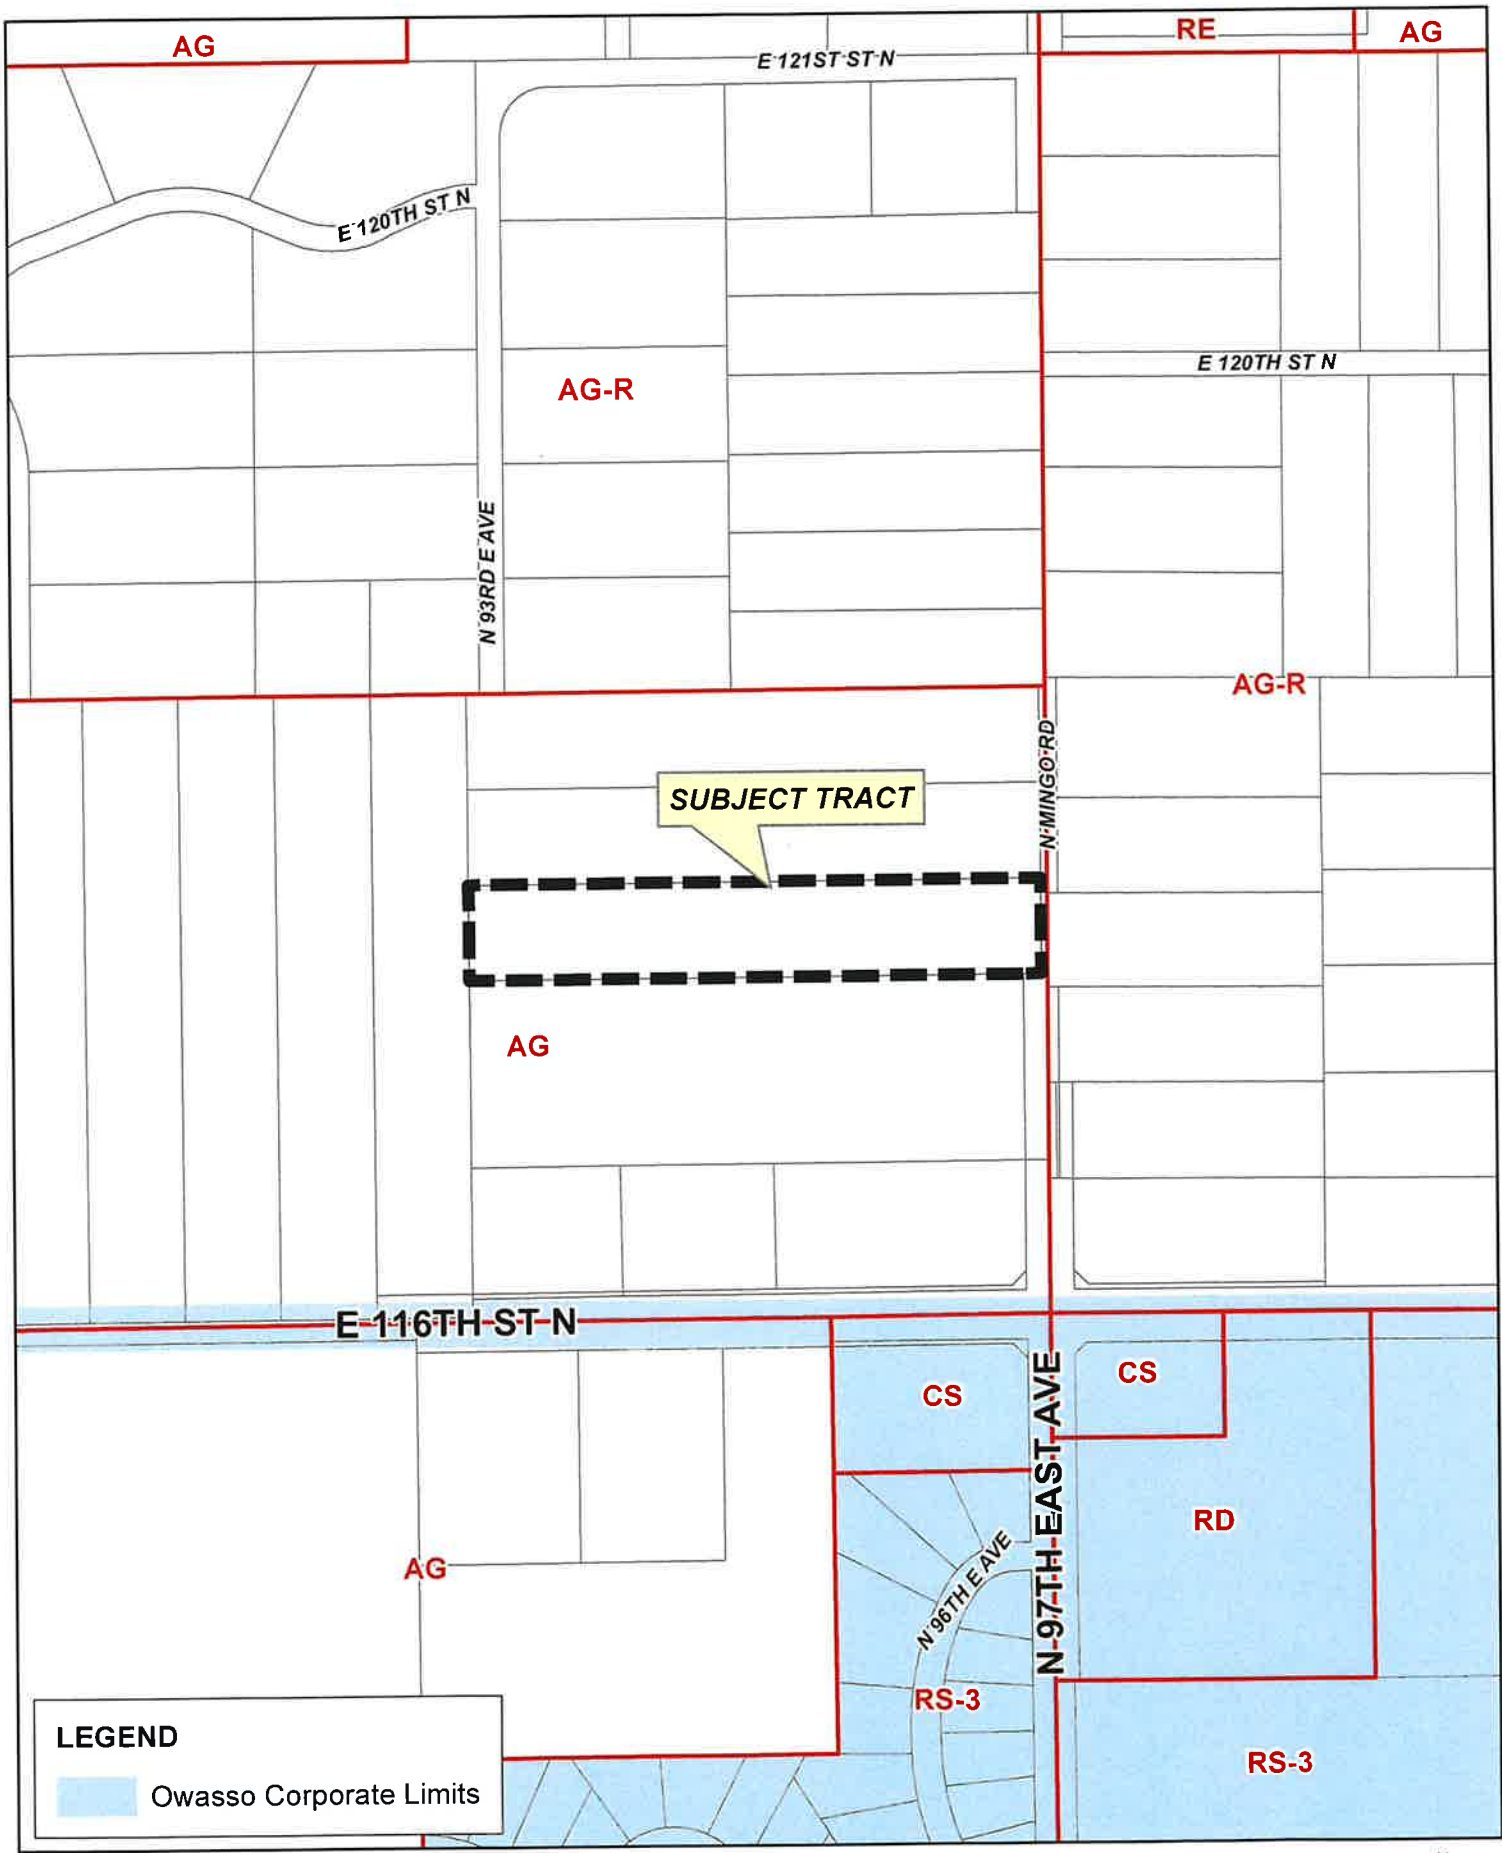 AG
RE
AG
E 121ST ST N
E 120TH ST N
E 120TH ST N
AG-R
N 93RD E AVE
AG-R
N MINGO RD
SUBJECT TRACT
AG
E 116TH ST N
CS
CS
N 97TH EAST AVE
RD
N 96TH E AVE
AG
RS-3
RS-3
LEGEND
Owasso Corporate Limits